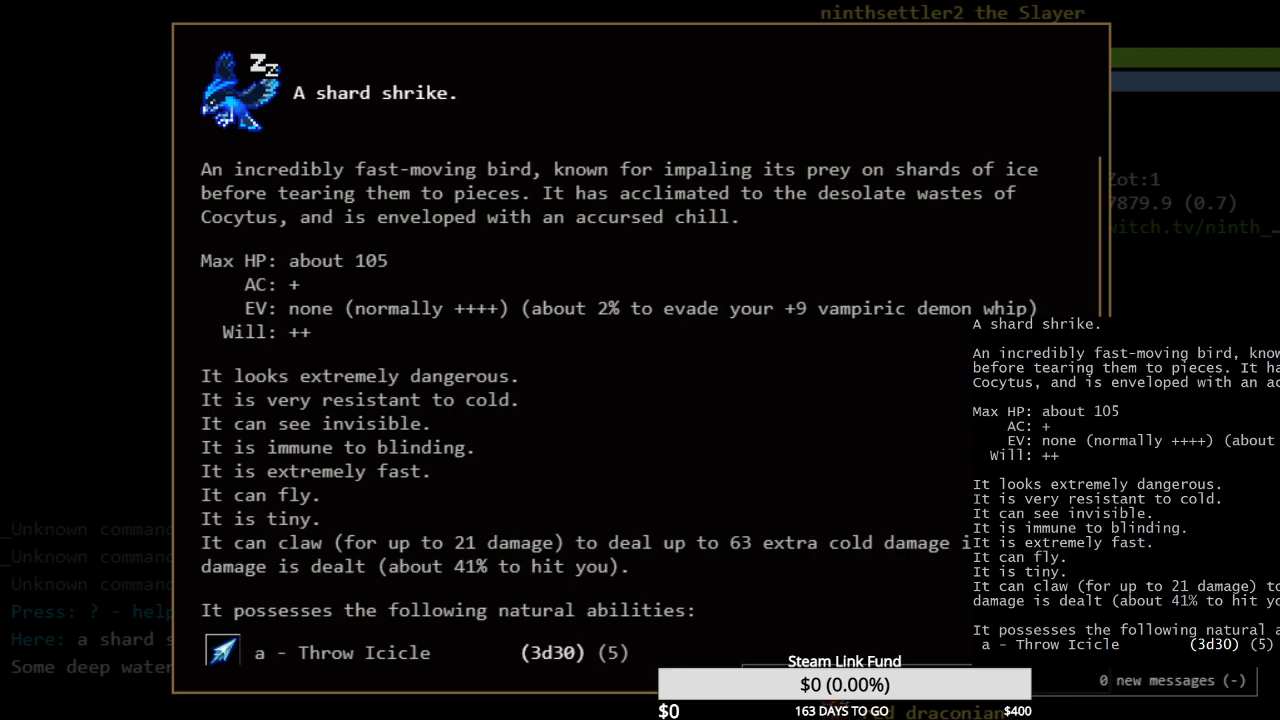 ninthsettler2 the Slayer
A shard shrike.
An incredibly fast-moving bird, known for impaling its prey on shards of ice
before tearing them to pieces. It has acclimated to the desolate wastes of
Cocytus, and is enveloped with an accursed chill.
Max HP: about 105
AC: +
EV: none (normally ++++) (about 2% to evade your +9 vampiric demon whip)
Will: ++
It looks extremely dangerous.
It is very resistant to cold.
It can see invisible.
It is immune to blinding.
It is extremely fast.
It can fly.
It is tiny.
It can claw (for up to 21 damage) to deal up to 63 extra cold damage i
damage is dealt (about 41% to hit you).
It possesses the following natural abilities:
a - Throw Icicle (3d30) (5)
Zot:1
7879.9 (0.7)
witch.tv/ninth_…
A shard shrike.
An incredibly fast-moving bird, know
before tearing them to pieces. It ha
Cocytus, and is enveloped with an ac
Max HP: about 105
AC: +
EV: none (normally ++++) (about
Will: ++
It looks extremely dangerous.
It is very resistant to cold.
It can see invisible.
It is immune to blinding.
It is extremely fast.
It can fly.
It is tiny.
It can claw (for up to 21 damage) to
damage is dealt (about 41% to hit yo
It possesses the following natural a
a - Throw Icicle (3d30) (5)
_Unknown command
_Unknown command
Unknown command
Press: ? - help
Here: a shard s
Some deep water
Steam Link Fund
$0 (0.00%)
$0 163 DAYS TO GO $400
0 new messages (-)
red draconian